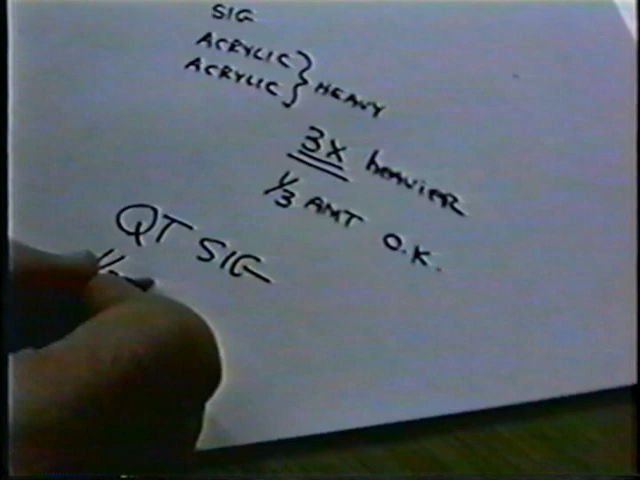 SIG
ACRYLIC
ACRYLIC } HEAVY
3X heavier
1/3 AMT O.K.
QT SIG